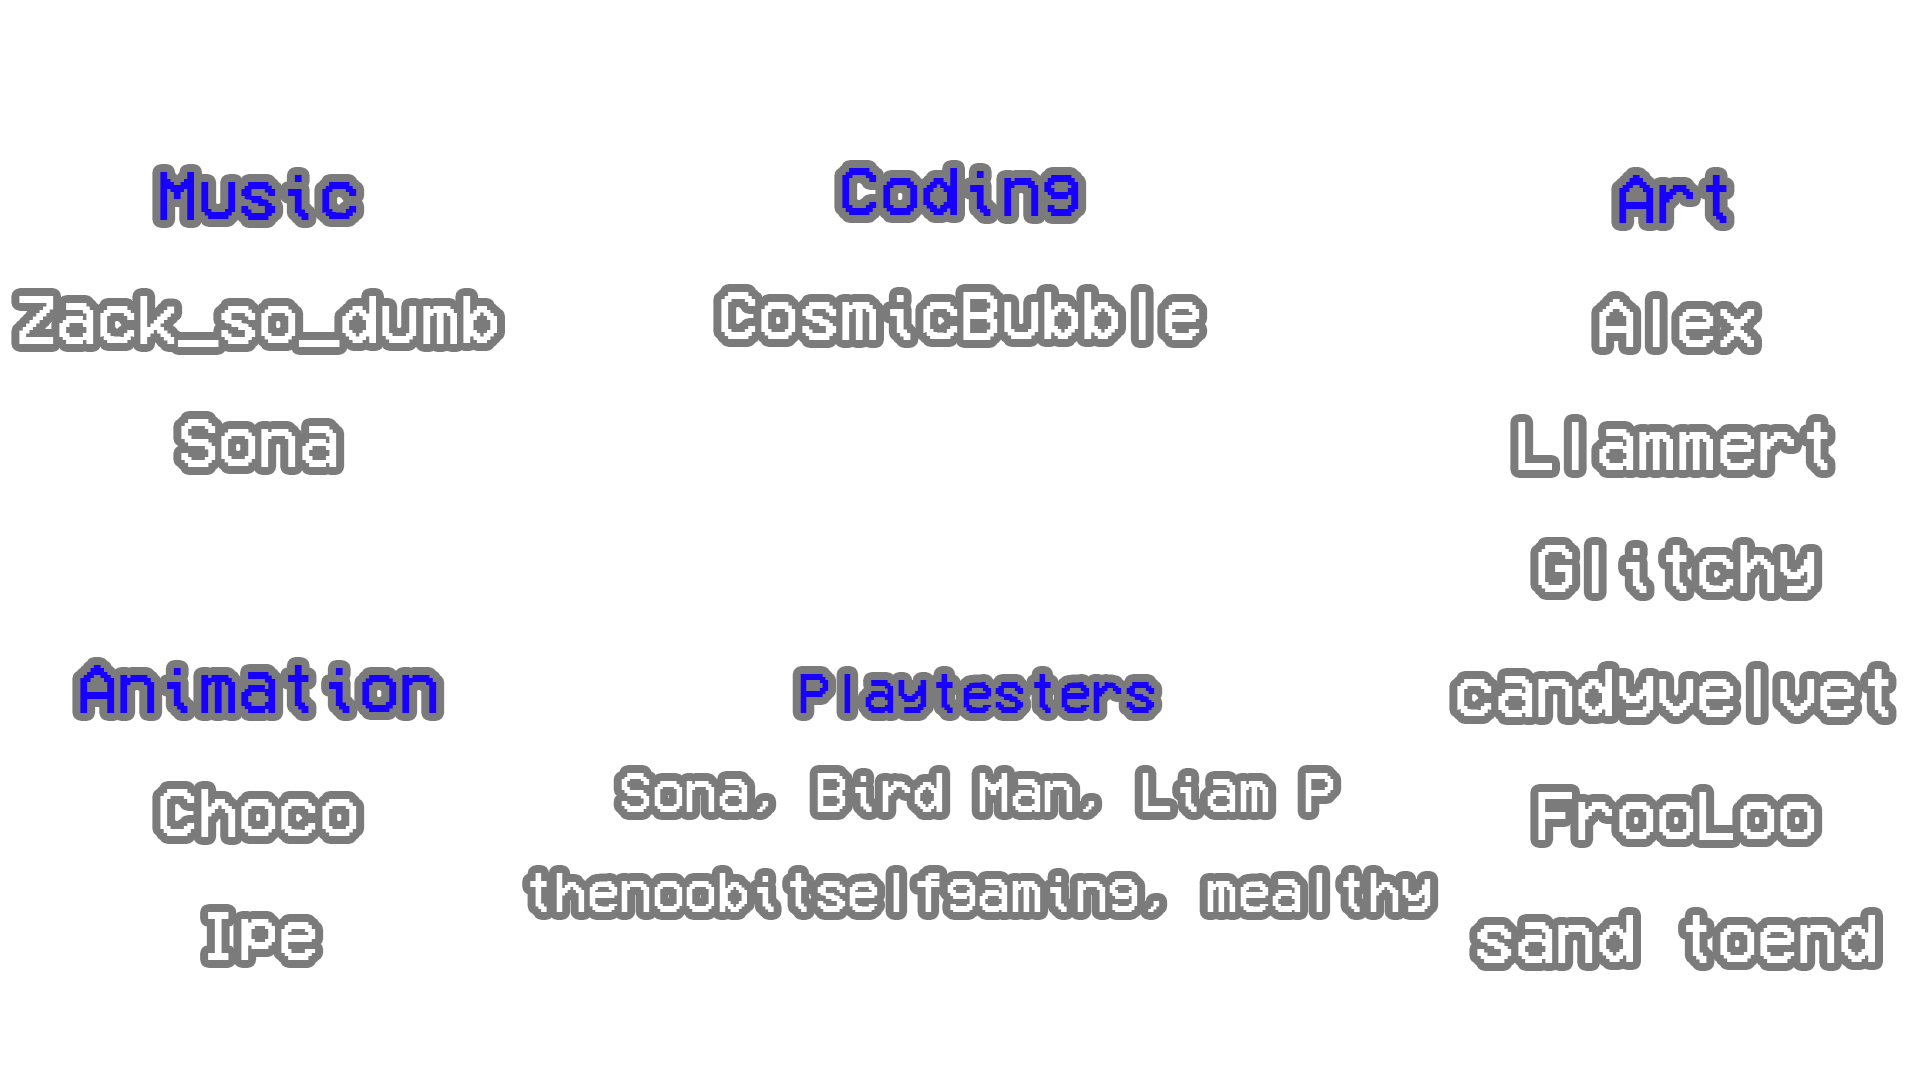 Music
Zack_so_dumb
Sona
Coding
CosmicBubble
Art
Alex
Llammert
Glitchy
candyvelvet
FrooLoo
sand toend
Animation
Choco
Ipe
Playtesters
Sona, Bird Man, Liam P
thenoobitselfgaming, mealthy